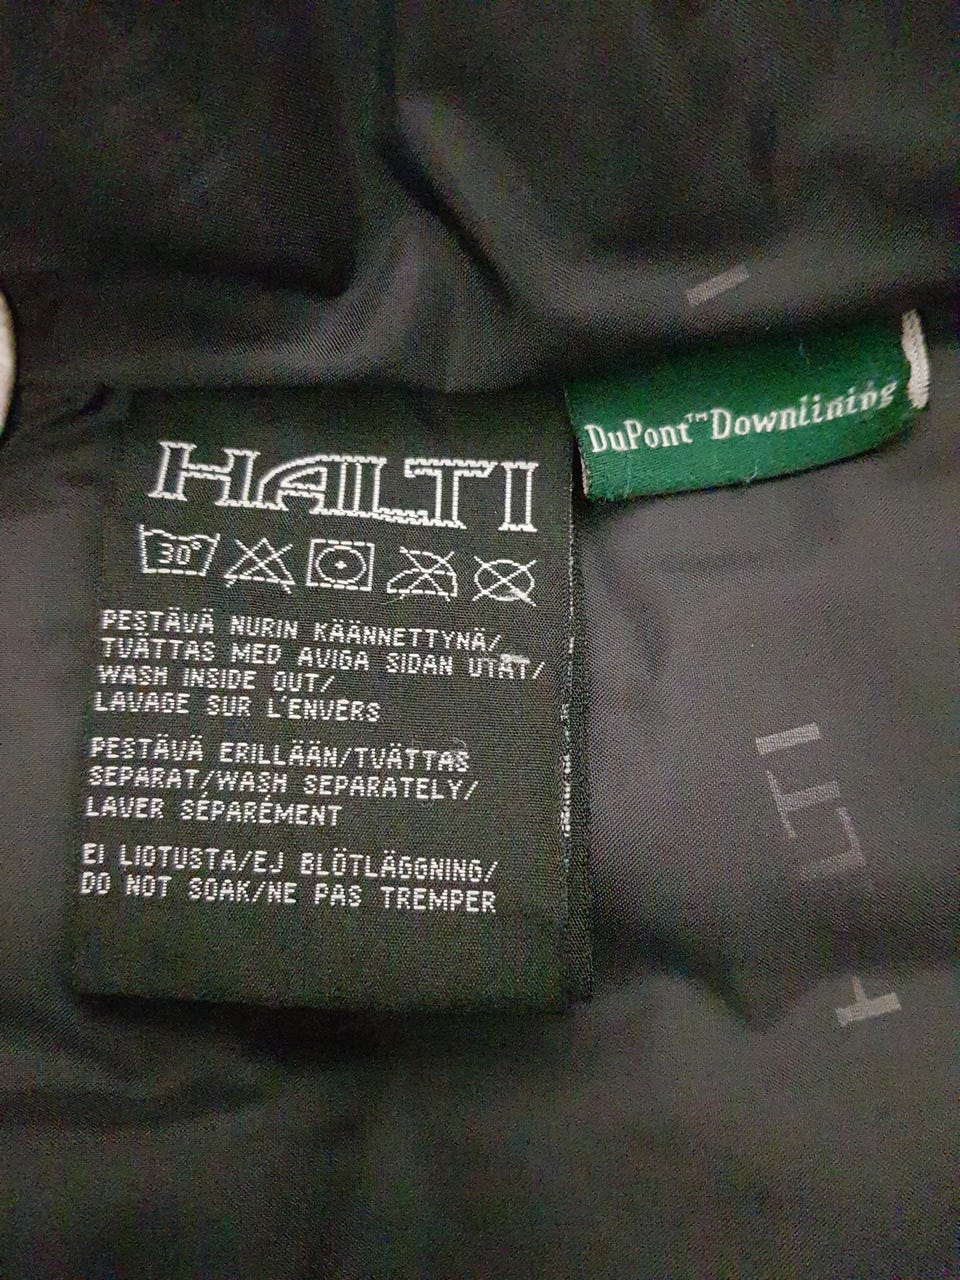 HALTI
30°
PESTÄVÄ NURIN KÄÄNNETTYNÄ/
TVÄTTAS MED AVIGA SIDAN UTÅT/
WASH INSIDE OUT/
LAVAGE SUR L'ENVERS
PESTÄVÄ ERILLÄÄN/TVÄTTAS
SEPARAT/WASH SEPARATELY/
LAVER SÉPARÉMENT
EI LIOTUSTA/EJ BLÖTLÄGGNING/
DO NOT SOAK/NE PAS TREMPER
DuPont™ Downlining
LTI